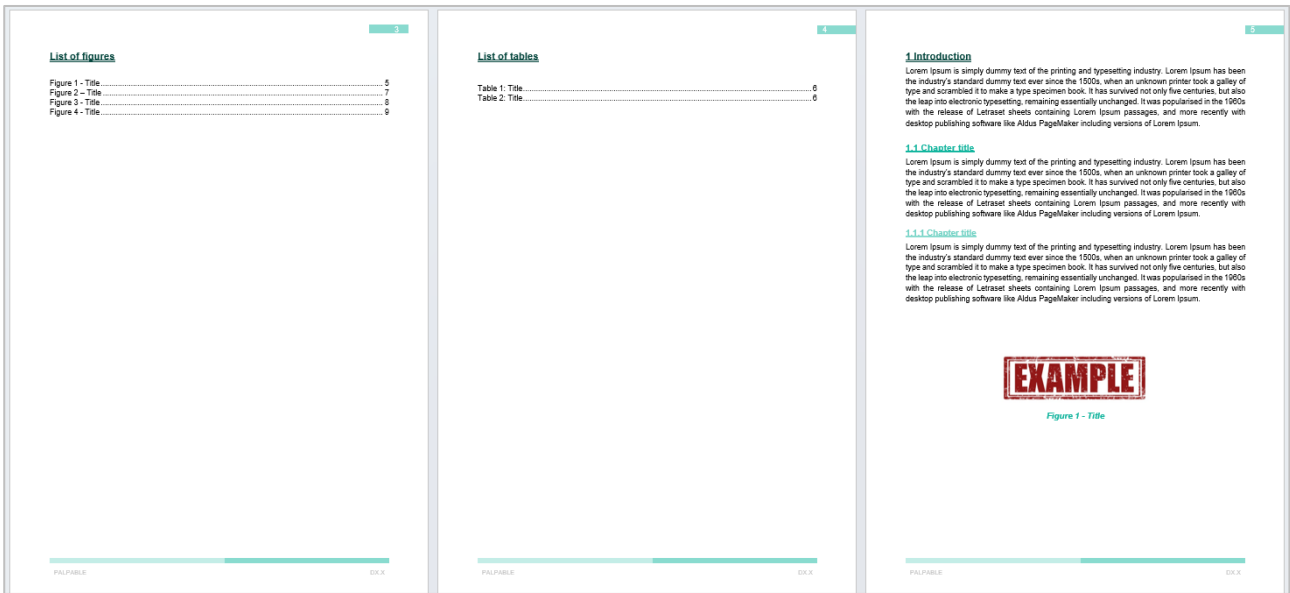 3
List of figures
Figure 1 - Title 5
Figure 2 – Title 7
Figure 3 - Title 8
Figure 4 - Title 9
PALPABLE DX.X
4
List of tables
Table 1: Title 6
Table 2: Title 6
PALPABLE DX.X
5
1 Introduction
Lorem Ipsum is simply dummy text of the printing and typesetting industry. Lorem Ipsum has been
the industry's standard dummy text ever since the 1500s, when an unknown printer took a galley of
type and scrambled it to make a type specimen book. It has survived not only five centuries, but also
the leap into electronic typesetting, remaining essentially unchanged. It was popularised in the 1960s
with the release of Letraset sheets containing Lorem Ipsum passages, and more recently with
desktop publishing software like Aldus PageMaker including versions of Lorem Ipsum.
1.1 Chapter title
Lorem Ipsum is simply dummy text of the printing and typesetting industry. Lorem Ipsum has been
the industry's standard dummy text ever since the 1500s, when an unknown printer took a galley of
type and scrambled it to make a type specimen book. It has survived not only five centuries, but also
the leap into electronic typesetting, remaining essentially unchanged. It was popularised in the 1960s
with the release of Letraset sheets containing Lorem Ipsum passages, and more recently with
desktop publishing software like Aldus PageMaker including versions of Lorem Ipsum.
1.1.1 Chapter title
Lorem Ipsum is simply dummy text of the printing and typesetting industry. Lorem Ipsum has been
the industry's standard dummy text ever since the 1500s, when an unknown printer took a galley of
type and scrambled it to make a type specimen book. It has survived not only five centuries, but also
the leap into electronic typesetting, remaining essentially unchanged. It was popularised in the 1960s
with the release of Letraset sheets containing Lorem Ipsum passages, and more recently with
desktop publishing software like Aldus PageMaker including versions of Lorem Ipsum.
EXAMPLE
Figure 1 - Title
PALPABLE DX.X